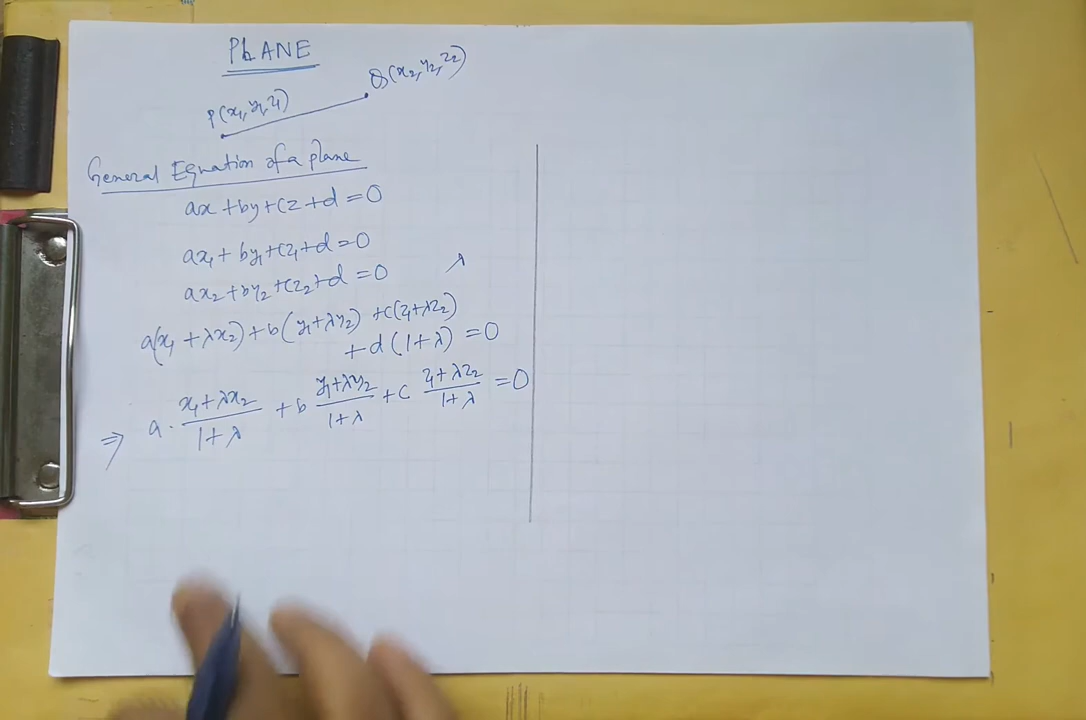 PLANE
Q(x₂, y₂, z₂)
P(x₁, y₁, z₁)
General Equation of a plane
ax + by + cz + d = 0
ax₁ + by₁ + cz₁ + d = 0
ax₂ + by₂ + cz₂ + d = 0
λ
a(x₁ + λx₂) + b(y₁ + λy₂) + c(z₁ + λz₂)
+ d(1 + λ) = 0
⇒ a · (x₁ + λx₂)/(1 + λ) + b (y₁ + λy₂)/(1 + λ) + c (z₁ + λz₂)/(1 + λ) = 0